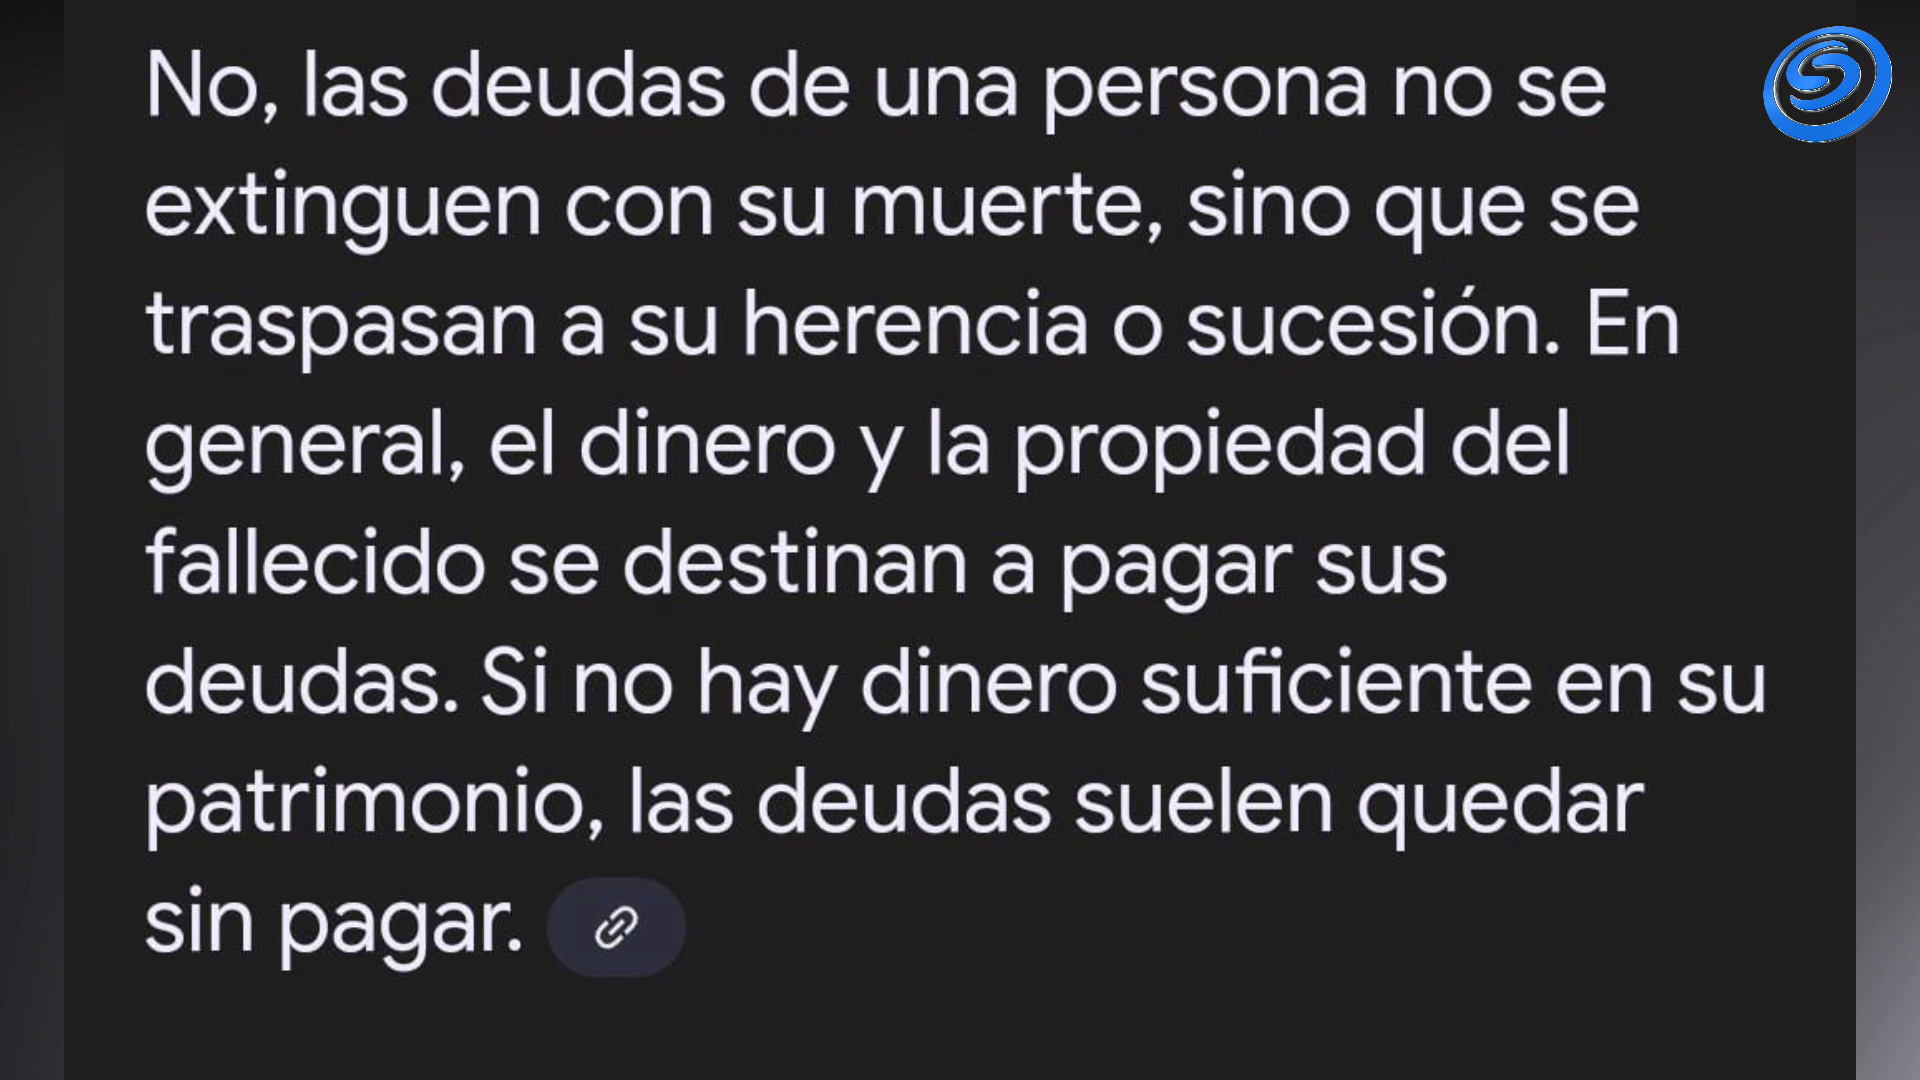 No, las deudas de una persona no se
extinguen con su muerte, sino que se
traspasan a su herencia o sucesión. En
general, el dinero y la propiedad del
fallecido se destinan a pagar sus
deudas. Si no hay dinero suficiente en su
patrimonio, las deudas suelen quedar
sin pagar.